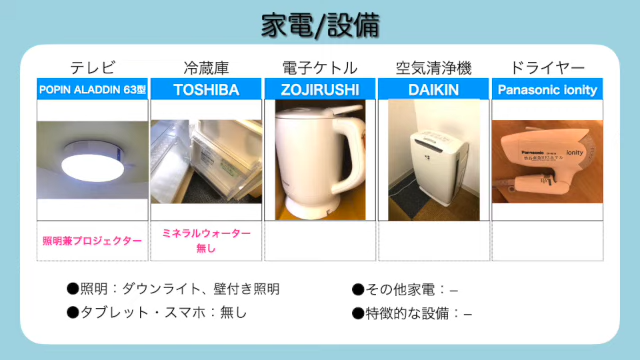 家電/設備
テレビ 冷蔵庫 電子ケトル 空気清浄機 ドライヤー
POPIN ALADDIN 63型 TOSHIBA ZOJIRUSHI DAIKIN Panasonic ionity
Panasonic ionity
照明兼プロジェクター
ミネラルウォーター
無し
●照明：ダウンライト、壁付き照明 ●その他家電：–
●タブレット・スマホ：無し ●特徴的な設備：–